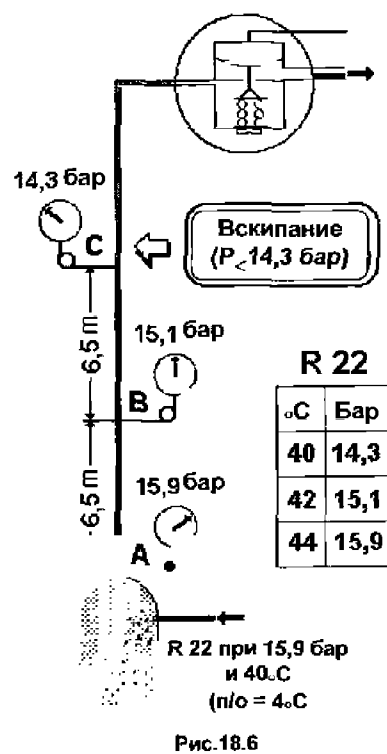 14,3 бар
C
Вскипание
(P<14,3 бар)
6,5 m
15,1 бар
B
R 22
°C Бар
40 14,3
42 15,1
44 15,9
6,5 m
15,9 бар
A
R 22 при 15,9 бар
и 40°C
(п/о = 4°C
Рис.18.6